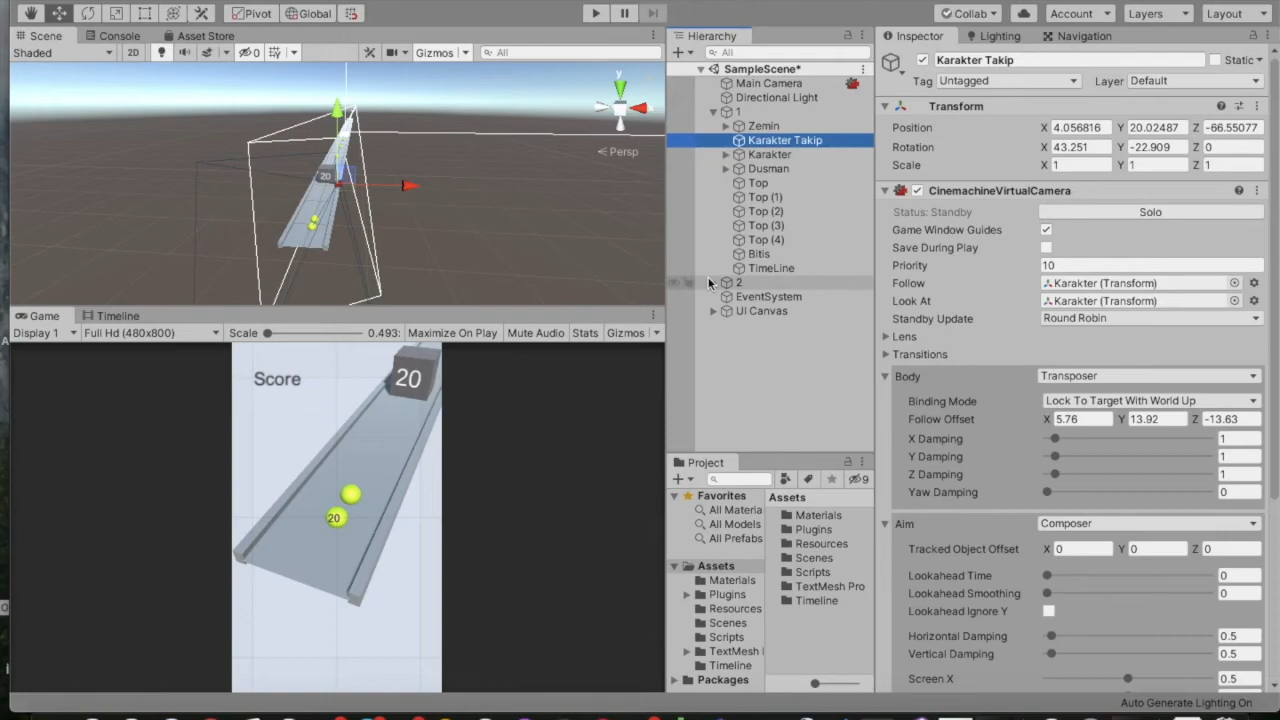 Pivot Global Collab Account Layers Layout
Scene Console Asset Store
Shaded 2D 0 Gizmos All
y
Persp
20
Game Timeline
Display 1 Full Hd (480x800) Scale 0.493: Maximize On Play Mute Audio Stats Gizmos
Score
20
20
Hierarchy
All
SampleScene*
Main Camera
Directional Light
1
Zemin
Karakter Takip
Karakter
Dusman
Top
Top (1)
Top (2)
Top (3)
Top (4)
Bitis
TimeLine
2
EventSystem
UI Canvas
Project
9
Favorites
All Materia
All Models
All Prefabs
Assets
Materials
Plugins
Resources
Scenes
Scripts
TextMesh
Timeline
Packages
Assets
Materials
Plugins
Resources
Scenes
Scripts
TextMesh Pro
Timeline
Inspector Lighting Navigation
Karakter Takip Static
Tag Untagged Layer Default
Transform
Position X 4.056816 Y 20.02487 Z -66.55077
Rotation X 43.251 Y -22.909 Z 0
Scale X 1 Y 1 Z 1
CinemachineVirtualCamera
Status: Standby Solo
Game Window Guides
Save During Play
Priority 10
Follow Karakter (Transform)
Look At Karakter (Transform)
Standby Update Round Robin
Lens
Transitions
Body Transposer
Binding Mode Lock To Target With World Up
Follow Offset X 5.76 Y 13.92 Z -13.63
X Damping 1
Y Damping 1
Z Damping 1
Yaw Damping 0
Aim Composer
Tracked Object Offset X 0 Y 0 Z 0
Lookahead Time 0
Lookahead Smoothing 0
Lookahead Ignore Y
Horizontal Damping 0.5
Vertical Damping 0.5
Screen X 0.5
Auto Generate Lighting On